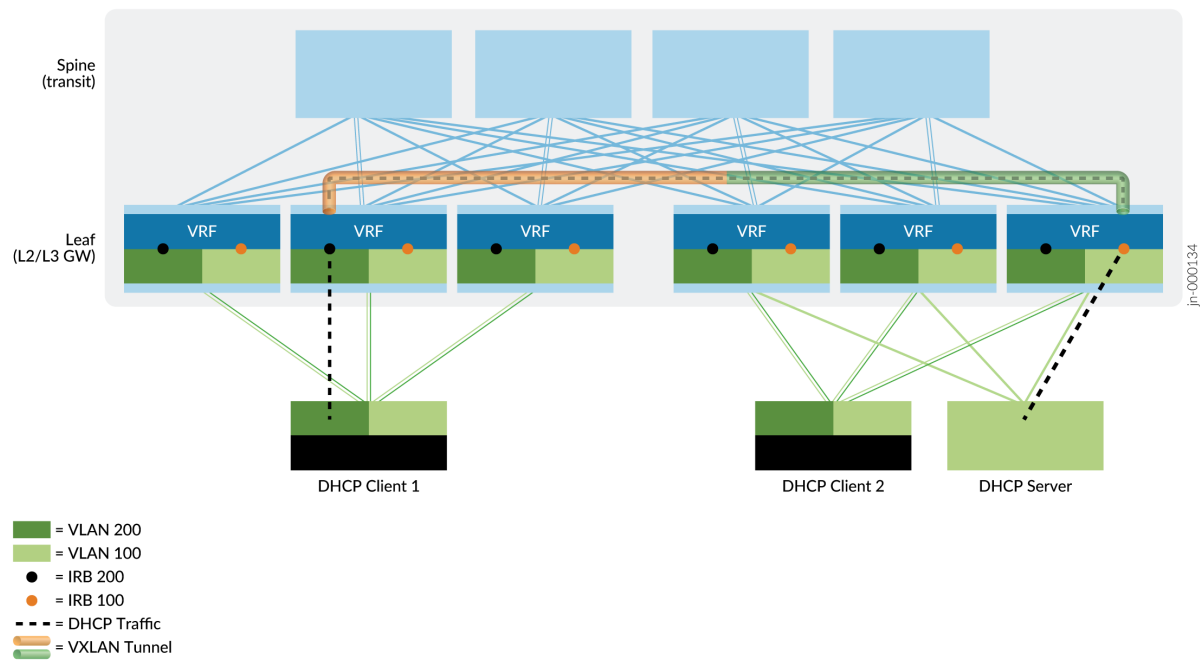 Spine
(transit)
Leaf
(L2/L3 GW)
VRF
VRF
VRF
VRF
VRF
VRF
jn-000134
DHCP Client 1
DHCP Client 2
DHCP Server
= VLAN 200
= VLAN 100
= IRB 200
= IRB 100
= DHCP Traffic
= VXLAN Tunnel